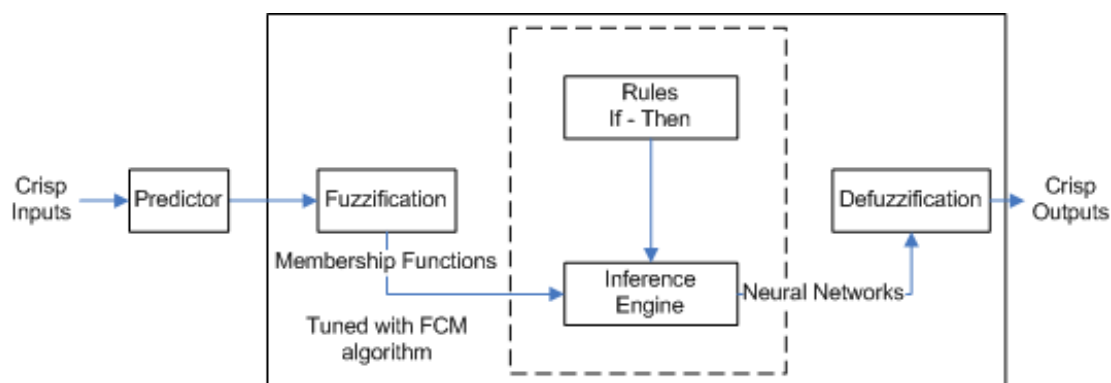 Rules
If - Then
Crisp
Inputs
Predictor
Fuzzification
Defuzzification
Crisp
Outputs
Membership Functions
Inference
Engine
Neural Networks
Tuned with FCM
algorithm